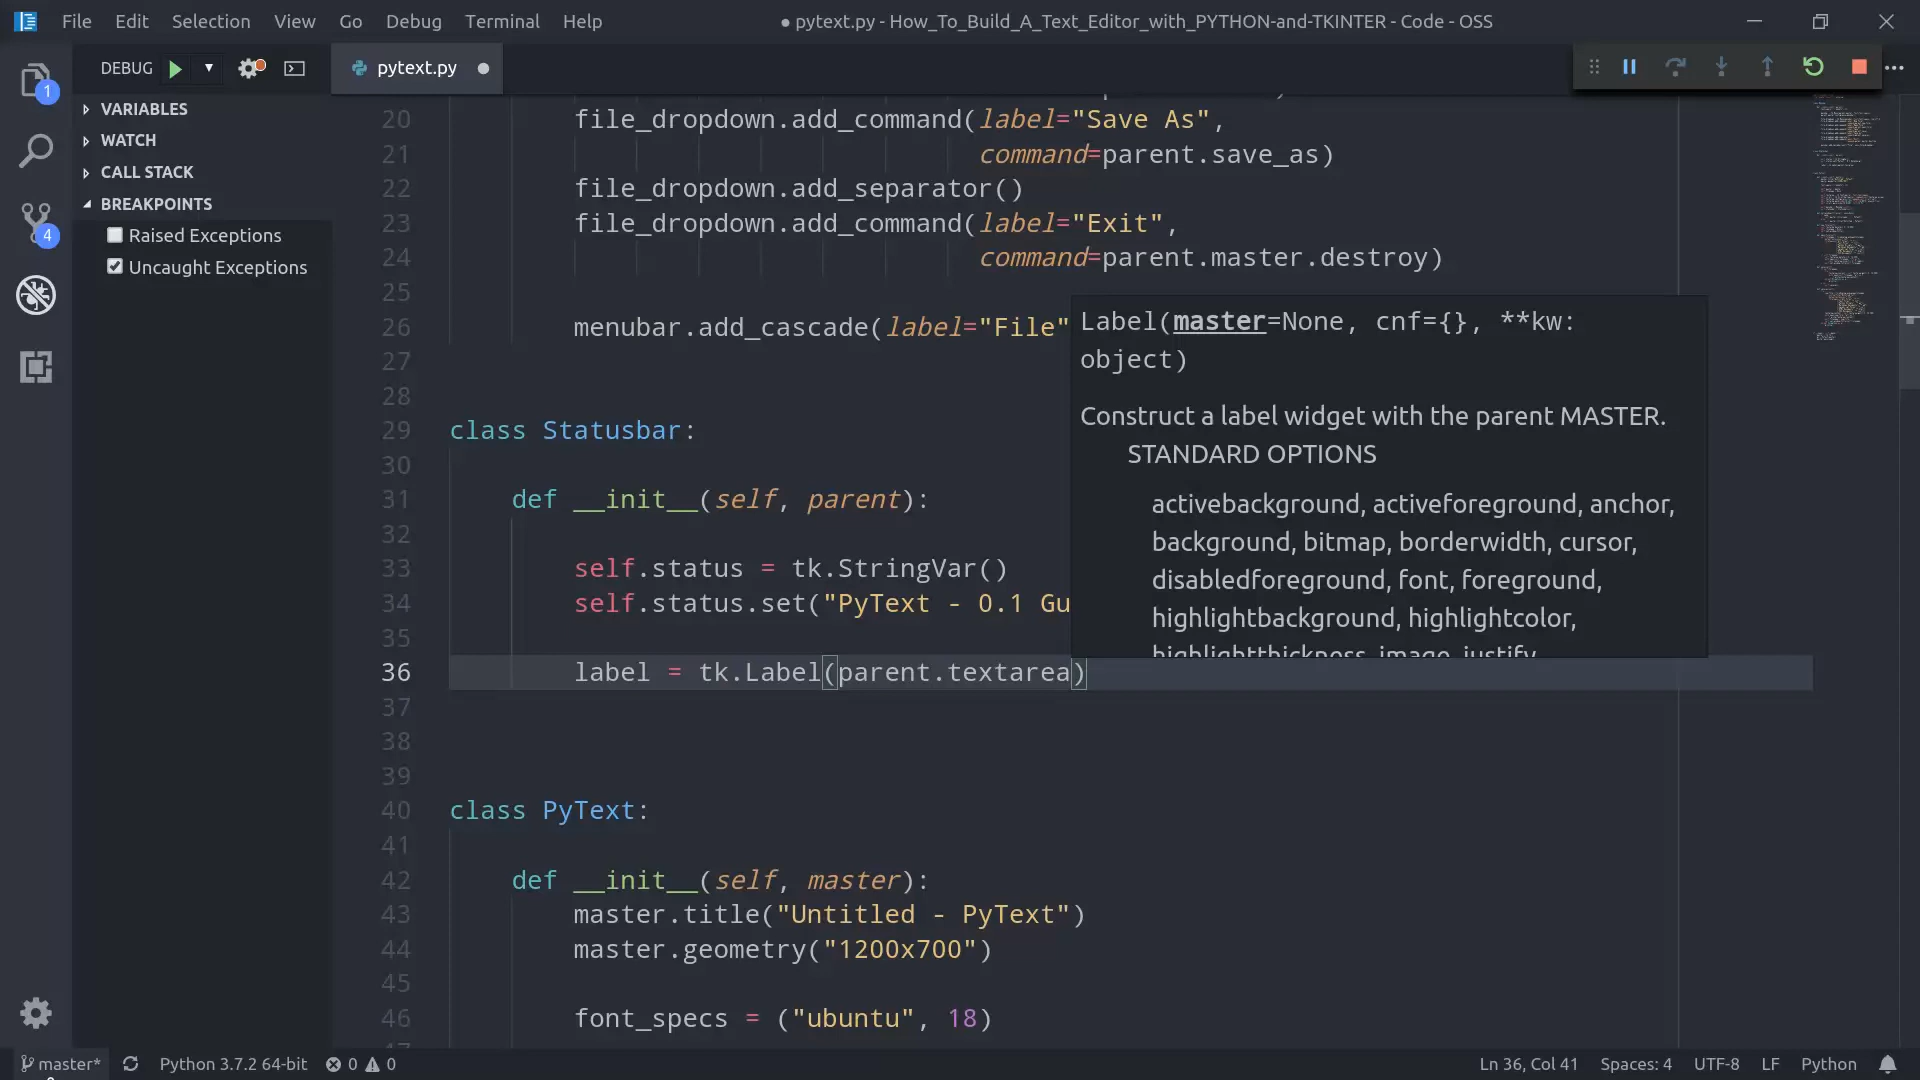 File Edit Selection View Go Debug Terminal Help ● pytext.py - How_To_Build_A_Text_Editor_with_PYTHON-and-TKINTER - Code - OSS
DEBUG
pytext.py
1
4
VARIABLES
WATCH
CALL STACK
BREAKPOINTS
Raised Exceptions
Uncaught Exceptions
20 file_dropdown.add_command(label="Save As",
21 command=parent.save_as)
22 file_dropdown.add_separator()
23 file_dropdown.add_command(label="Exit",
24 command=parent.master.destroy)
25
26 menubar.add_cascade(label="File"
27
28
29 class Statusbar:
30
31 def __init__(self, parent):
32
33 self.status = tk.StringVar()
34 self.status.set("PyText - 0.1 Gu
35
36 label = tk.Label(parent.textarea)
37
38
39
40 class PyText:
41
42 def __init__(self, master):
43 master.title("Untitled - PyText")
44 master.geometry("1200x700")
45
46 font_specs = ("ubuntu", 18)
Label(master=None, cnf={}, **kw:
object)
Construct a label widget with the parent MASTER.
STANDARD OPTIONS
activebackground, activeforeground, anchor,
background, bitmap, borderwidth, cursor,
disabledforeground, font, foreground,
highlightbackground, highlightcolor,
highlightthickness, image, justify,
master* Python 3.7.2 64-bit 0 0 Ln 36, Col 41 Spaces: 4 UTF-8 LF Python